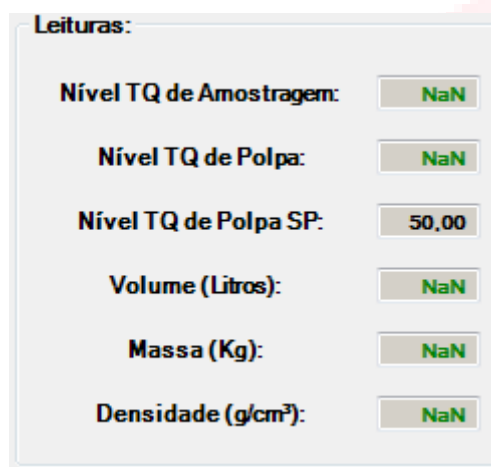 Leituras:
Nível TQ de Amostragem: NaN
Nível TQ de Polpa: NaN
Nível TQ de Polpa SP: 50,00
Volume (Litros): NaN
Massa (Kg): NaN
Densidade (g/cm³): NaN